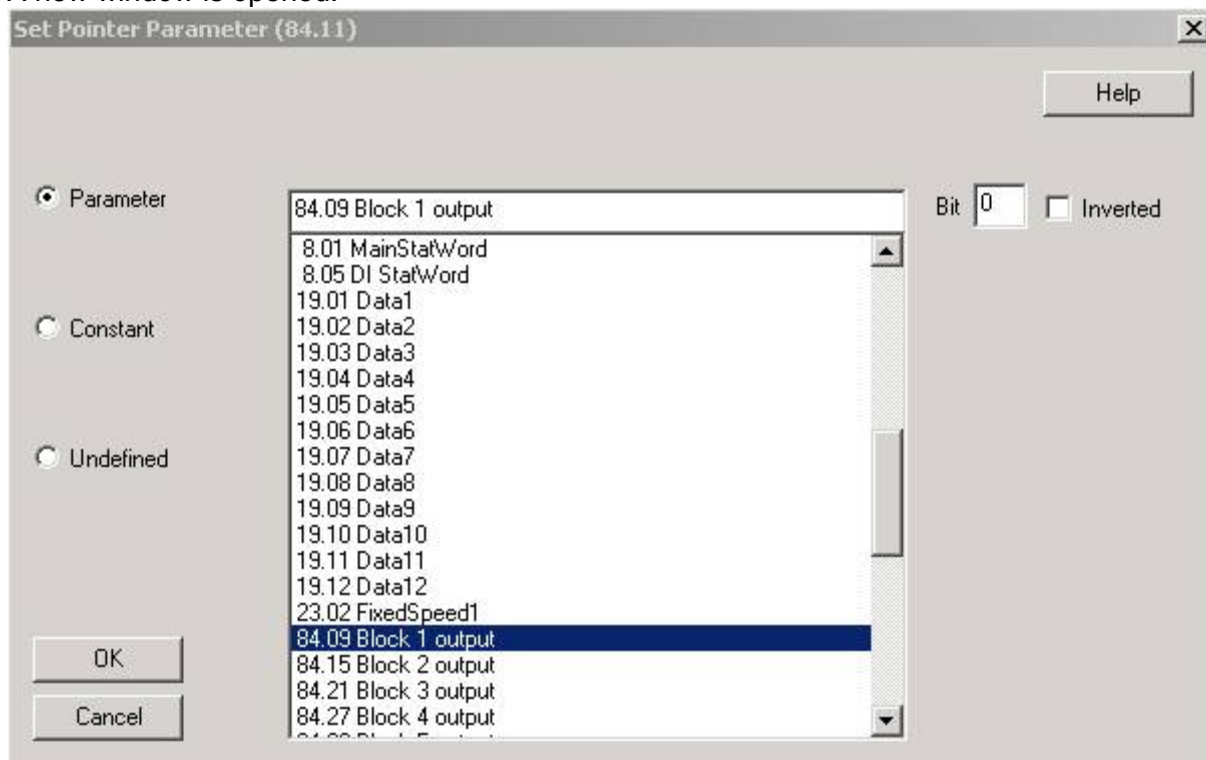 A new window is opened.
Set Pointer Parameter (84.11)
Help
Parameter
84.09 Block 1 output
Bit 0 Inverted
8.01 MainStatWord
8.05 DI StatWord
19.01 Data1
19.02 Data2
19.03 Data3
19.04 Data4
Constant
19.05 Data5
19.06 Data6
19.07 Data7
19.08 Data8
Undefined
19.09 Data9
19.10 Data10
19.11 Data11
19.12 Data12
23.02 FixedSpeed1
84.09 Block 1 output
84.15 Block 2 output
84.21 Block 3 output
84.27 Block 4 output
OK
Cancel